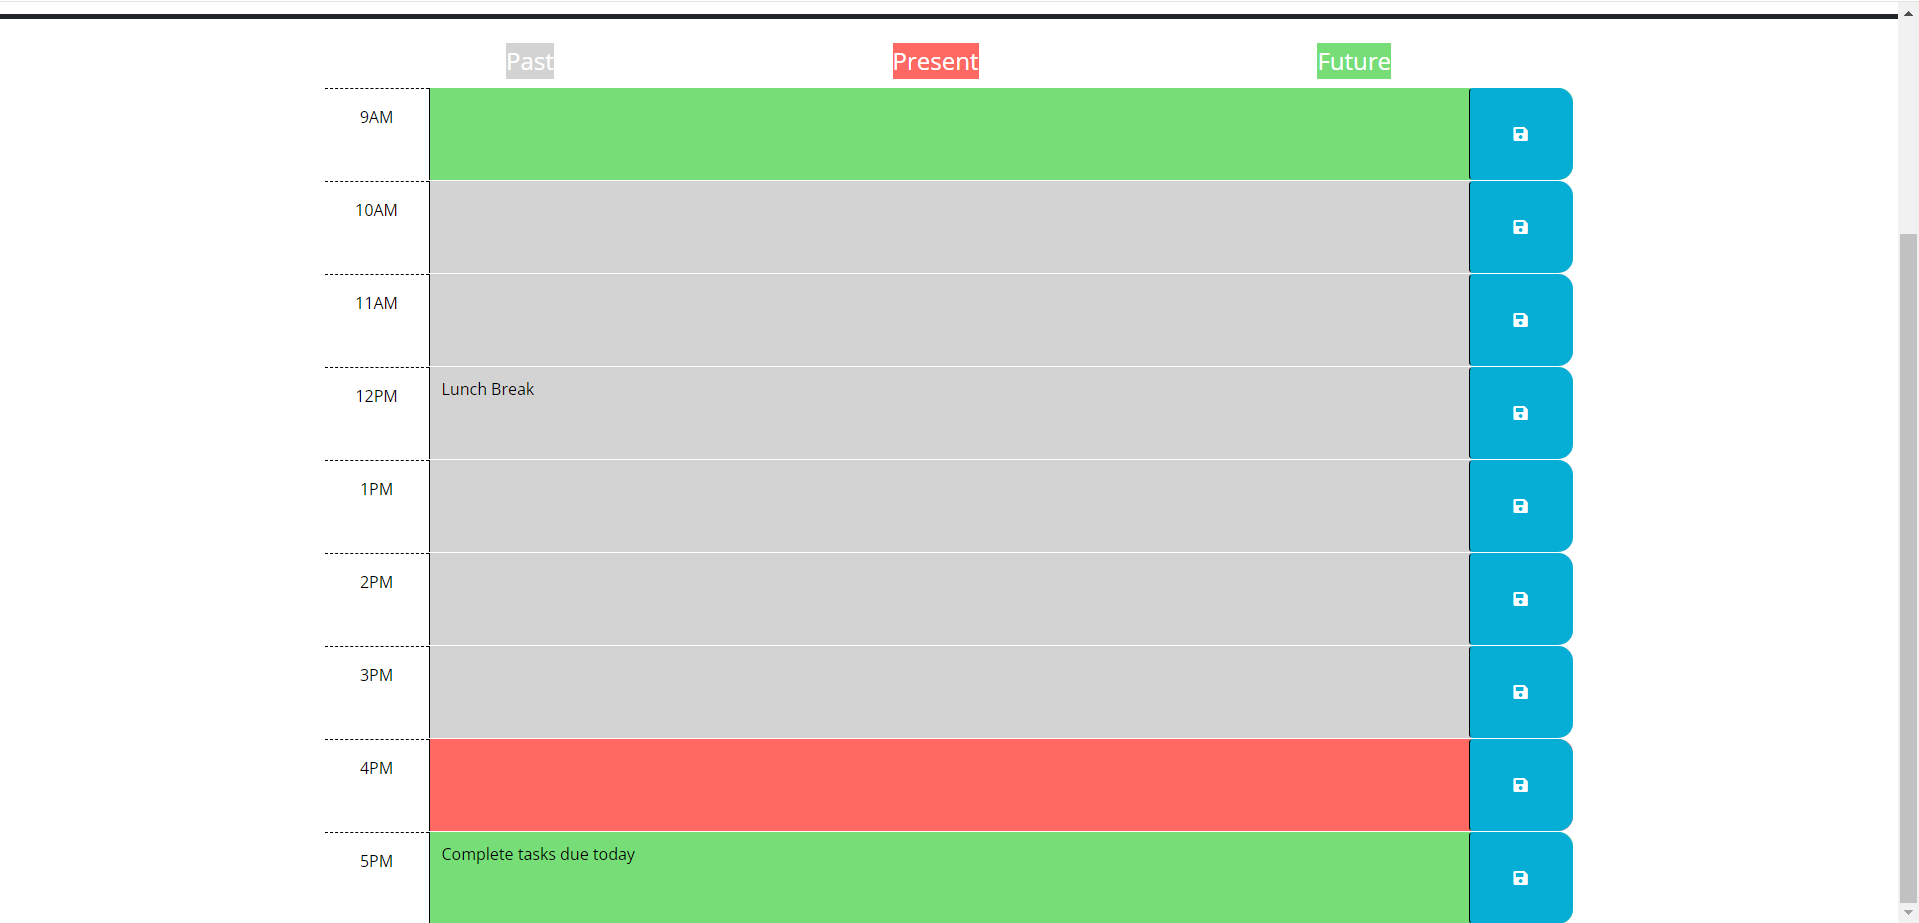 Past Present Future
9AM
10AM
11AM
12PM Lunch Break
1PM
2PM
3PM
4PM
5PM Complete tasks due today